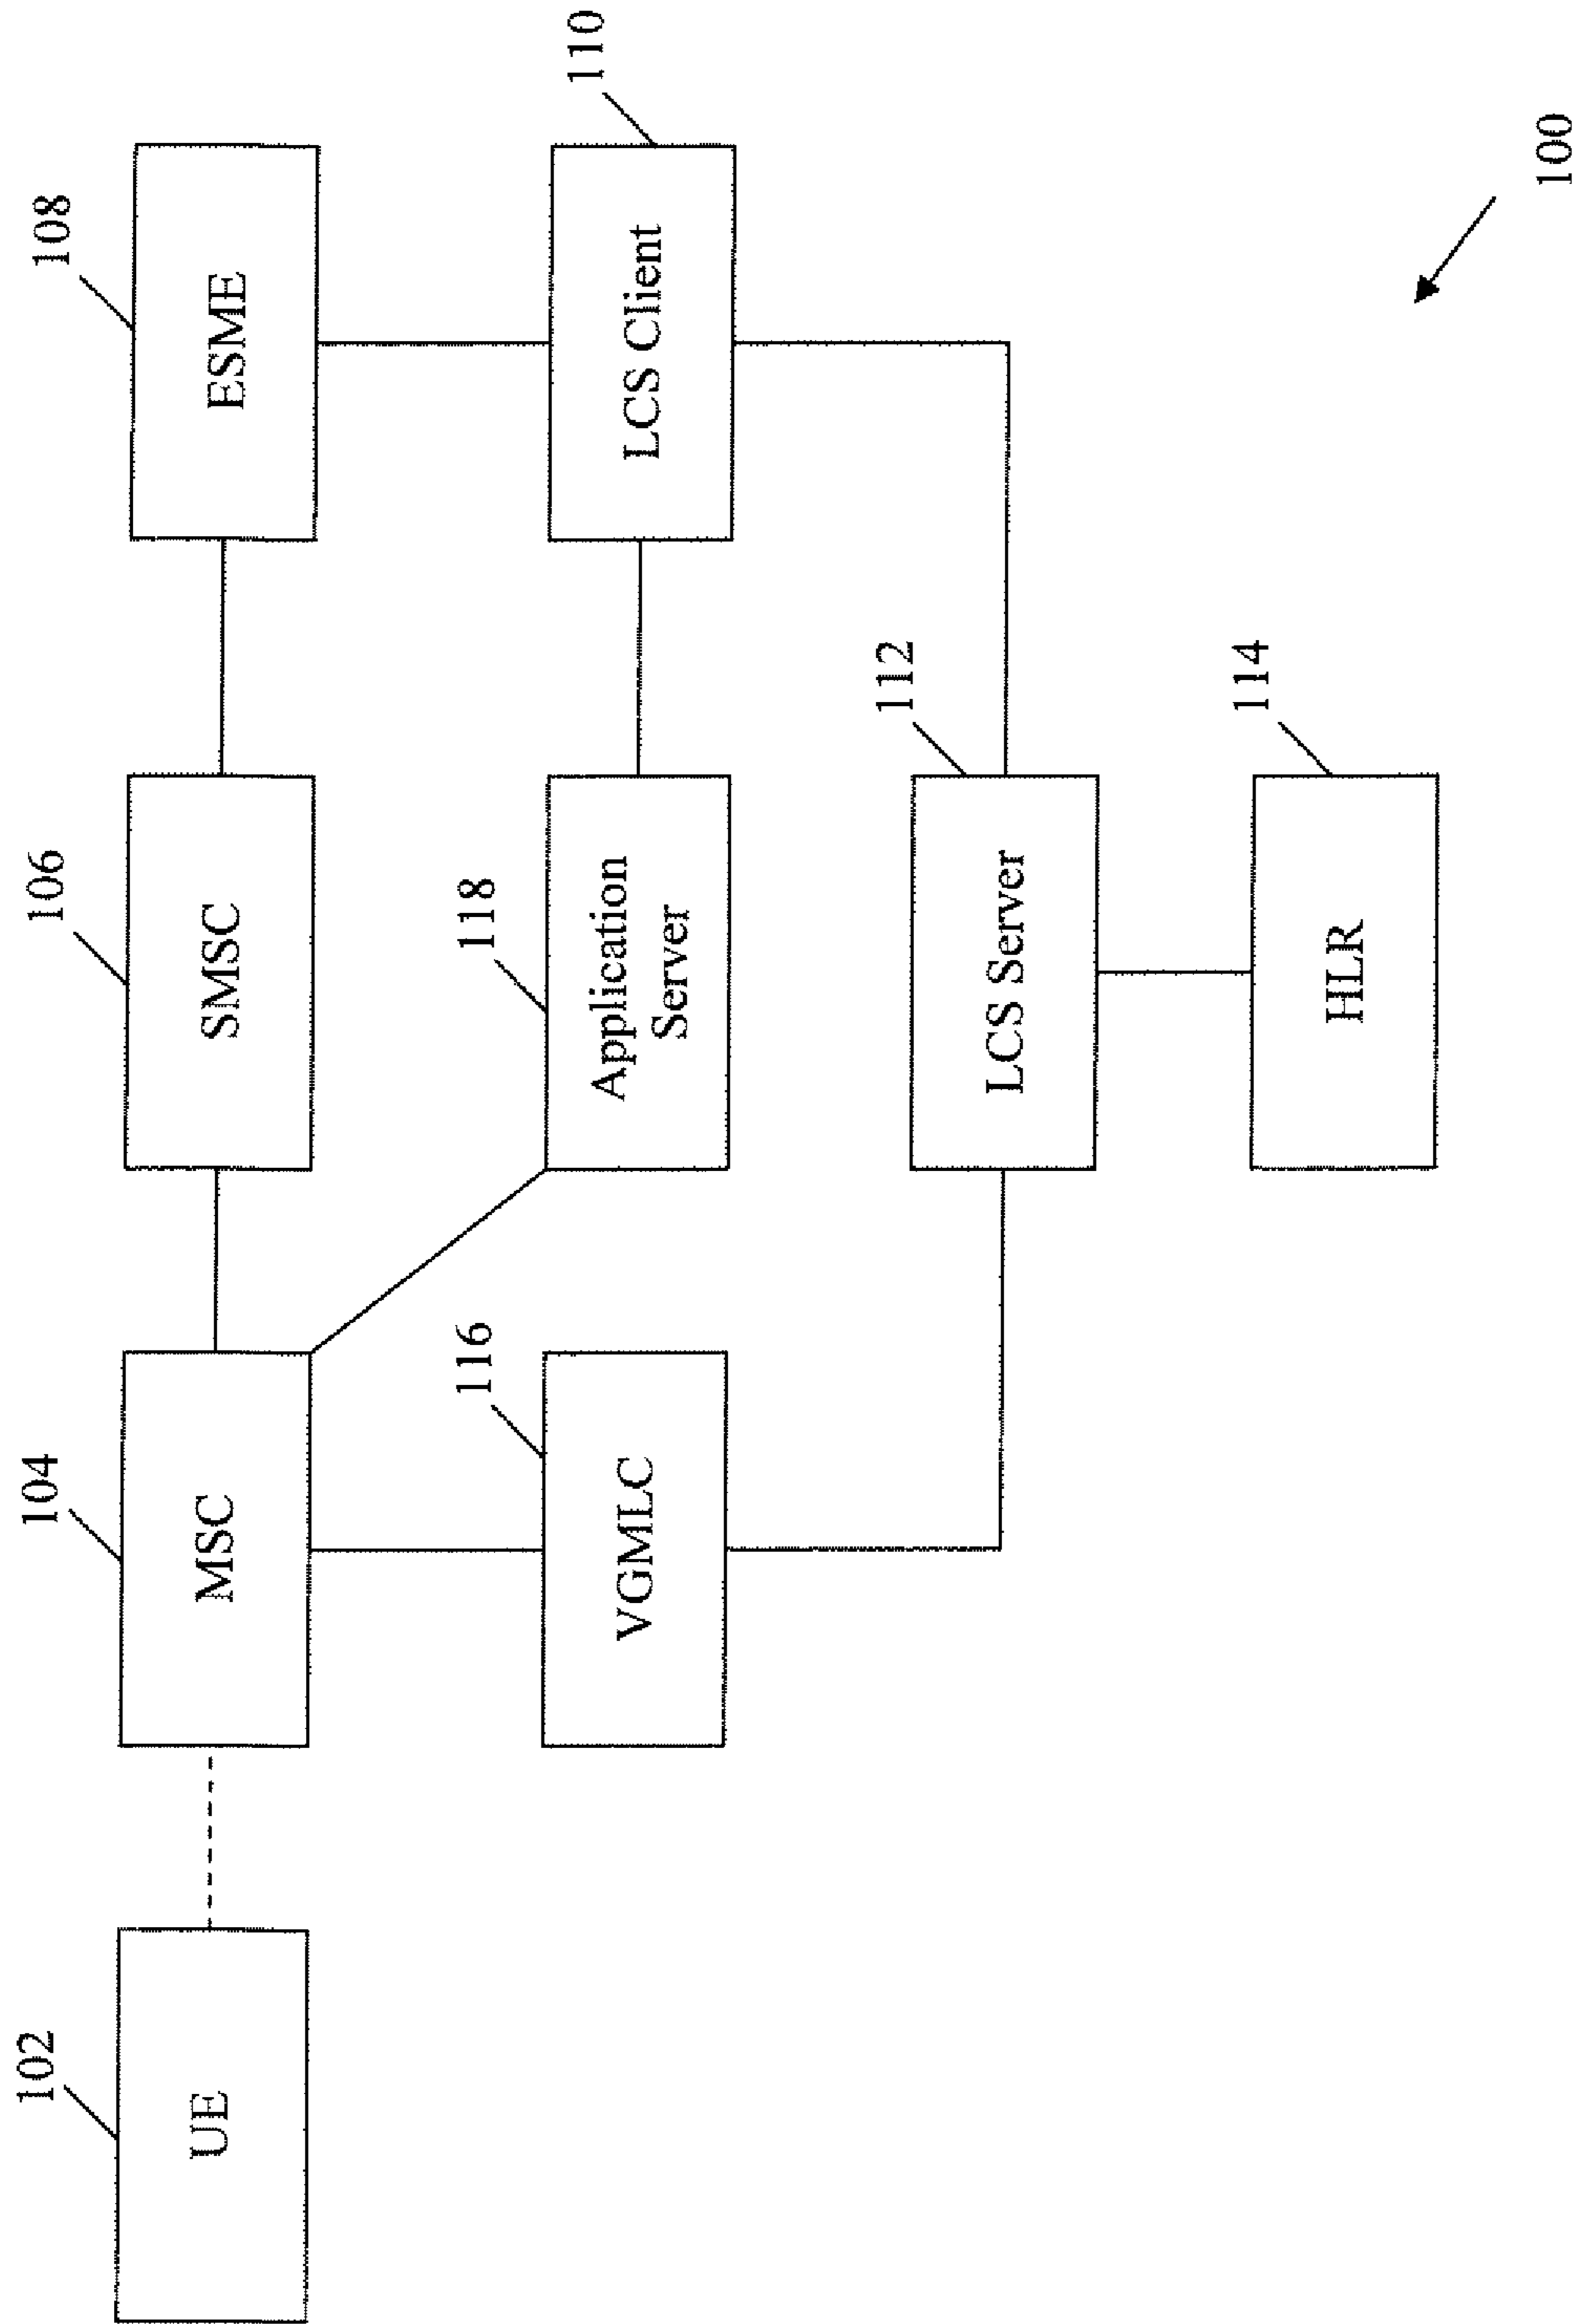 102
UE
104
MSC
106
SMSC
108
ESME
116
VGMLC
118
Application
Server
110
LCS Client
112
LCS Server
114
HLR
100